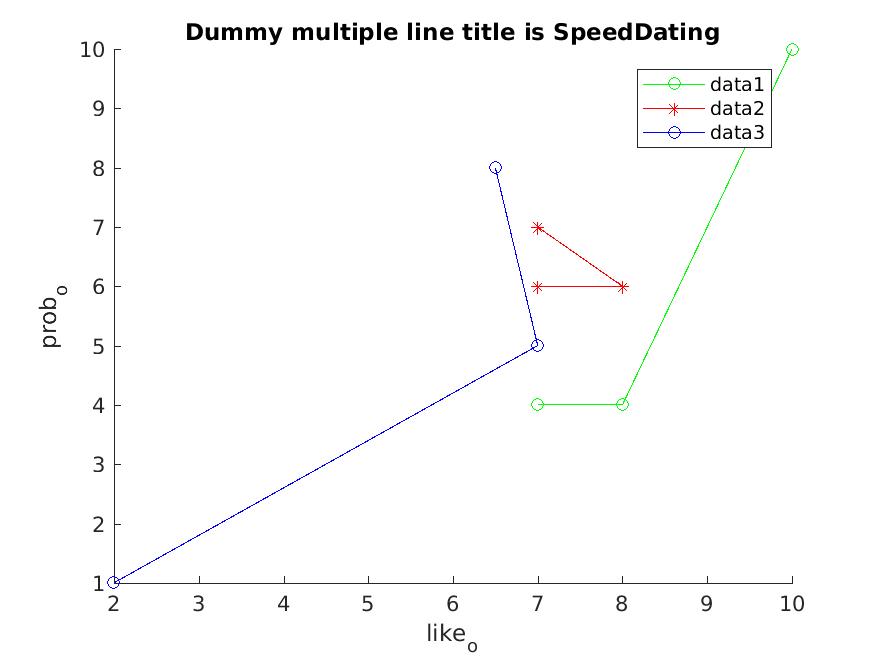 Dummy multiple line title is SpeedDating
10
9
8
7
6
5
4
3
2
1
2 3 4 5 6 7 8 9 10
prob_o
like_o
data1
data2
data3